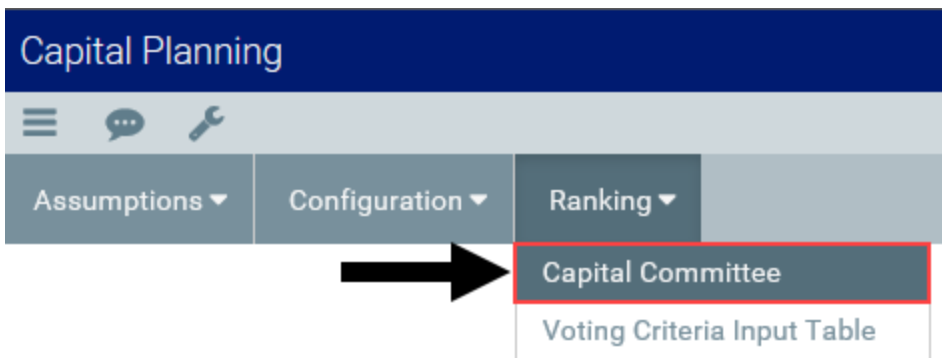 Capital Planning
Assumptions Configuration Ranking
Capital Committee
Voting Criteria Input Table